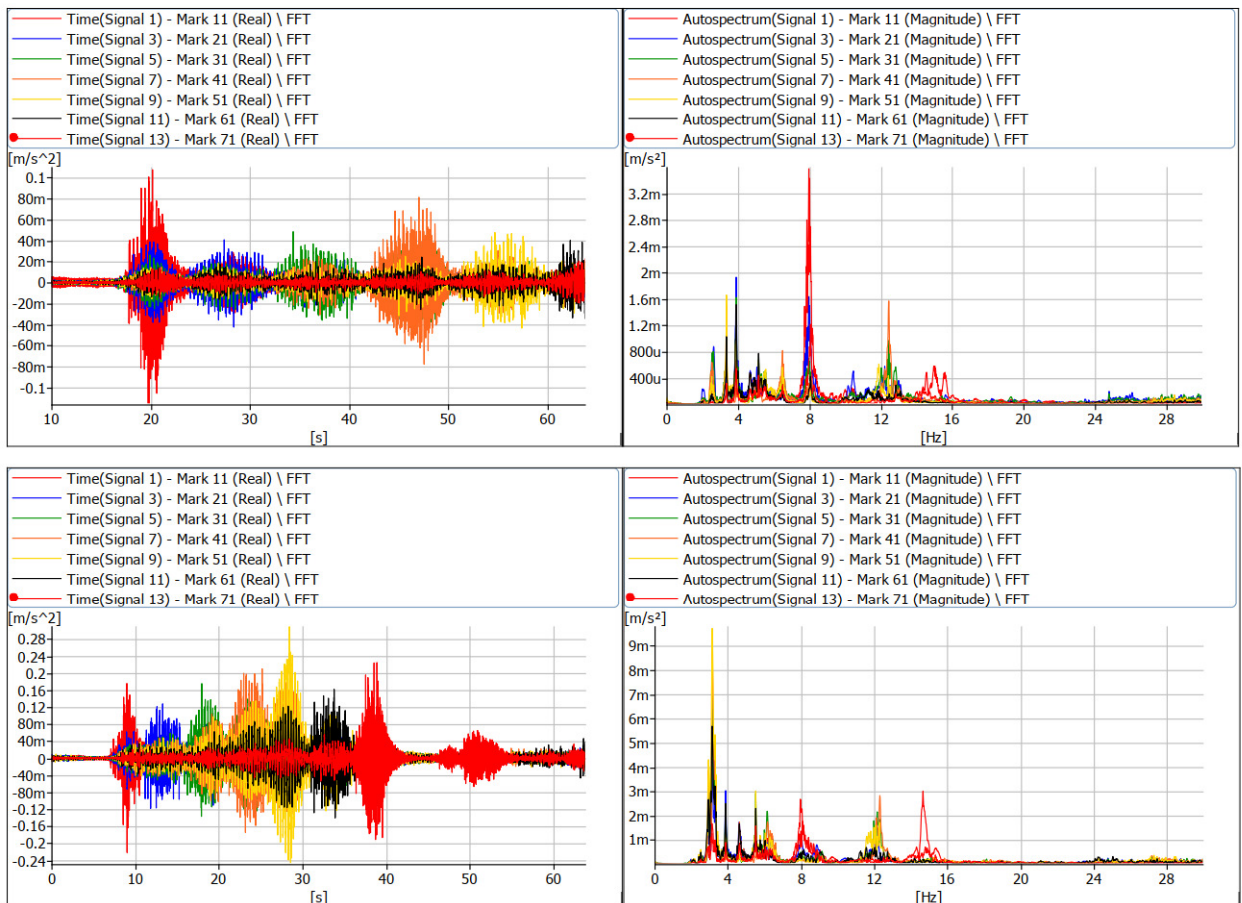 Time(Signal 1) - Mark 11 (Real) \ FFT
Time(Signal 3) - Mark 21 (Real) \ FFT
Time(Signal 5) - Mark 31 (Real) \ FFT
Time(Signal 7) - Mark 41 (Real) \ FFT
Time(Signal 9) - Mark 51 (Real) \ FFT
Time(Signal 11) - Mark 61 (Real) \ FFT
Time(Signal 13) - Mark 71 (Real) \ FFT
[m/s^2]
0.1
80m
60m
40m
20m
0
-20m
-40m
-60m
-80m
-0.1
10 20 30 40 50 60
[s]
Autospectrum(Signal 1) - Mark 11 (Magnitude) \ FFT
Autospectrum(Signal 3) - Mark 21 (Magnitude) \ FFT
Autospectrum(Signal 5) - Mark 31 (Magnitude) \ FFT
Autospectrum(Signal 7) - Mark 41 (Magnitude) \ FFT
Autospectrum(Signal 9) - Mark 51 (Magnitude) \ FFT
Autospectrum(Signal 11) - Mark 61 (Magnitude) \ FFT
Autospectrum(Signal 13) - Mark 71 (Magnitude) \ FFT
[m/s²]
3.2m
2.8m
2.4m
2m
1.6m
1.2m
800u
400u
0 4 8 12 16 20 24 28
[Hz]
Time(Signal 1) - Mark 11 (Real) \ FFT
Time(Signal 3) - Mark 21 (Real) \ FFT
Time(Signal 5) - Mark 31 (Real) \ FFT
Time(Signal 7) - Mark 41 (Real) \ FFT
Time(Signal 9) - Mark 51 (Real) \ FFT
Time(Signal 11) - Mark 61 (Real) \ FFT
Time(Signal 13) - Mark 71 (Real) \ FFT
[m/s^2]
0.28
0.24
0.2
0.16
0.12
80m
40m
0
-40m
-80m
-0.12
-0.16
-0.2
-0.24
0 10 20 30 40 50 60
[s]
Autospectrum(Signal 1) - Mark 11 (Magnitude) \ FFT
Autospectrum(Signal 3) - Mark 21 (Magnitude) \ FFT
Autospectrum(Signal 5) - Mark 31 (Magnitude) \ FFT
Autospectrum(Signal 7) - Mark 41 (Magnitude) \ FFT
Autospectrum(Signal 9) - Mark 51 (Magnitude) \ FFT
Autospectrum(Signal 11) - Mark 61 (Magnitude) \ FFT
Autospectrum(Signal 13) - Mark 71 (Magnitude) \ FFT
[m/s²]
9m
8m
7m
6m
5m
4m
3m
2m
1m
0 4 8 12 16 20 24 28
[Hz]